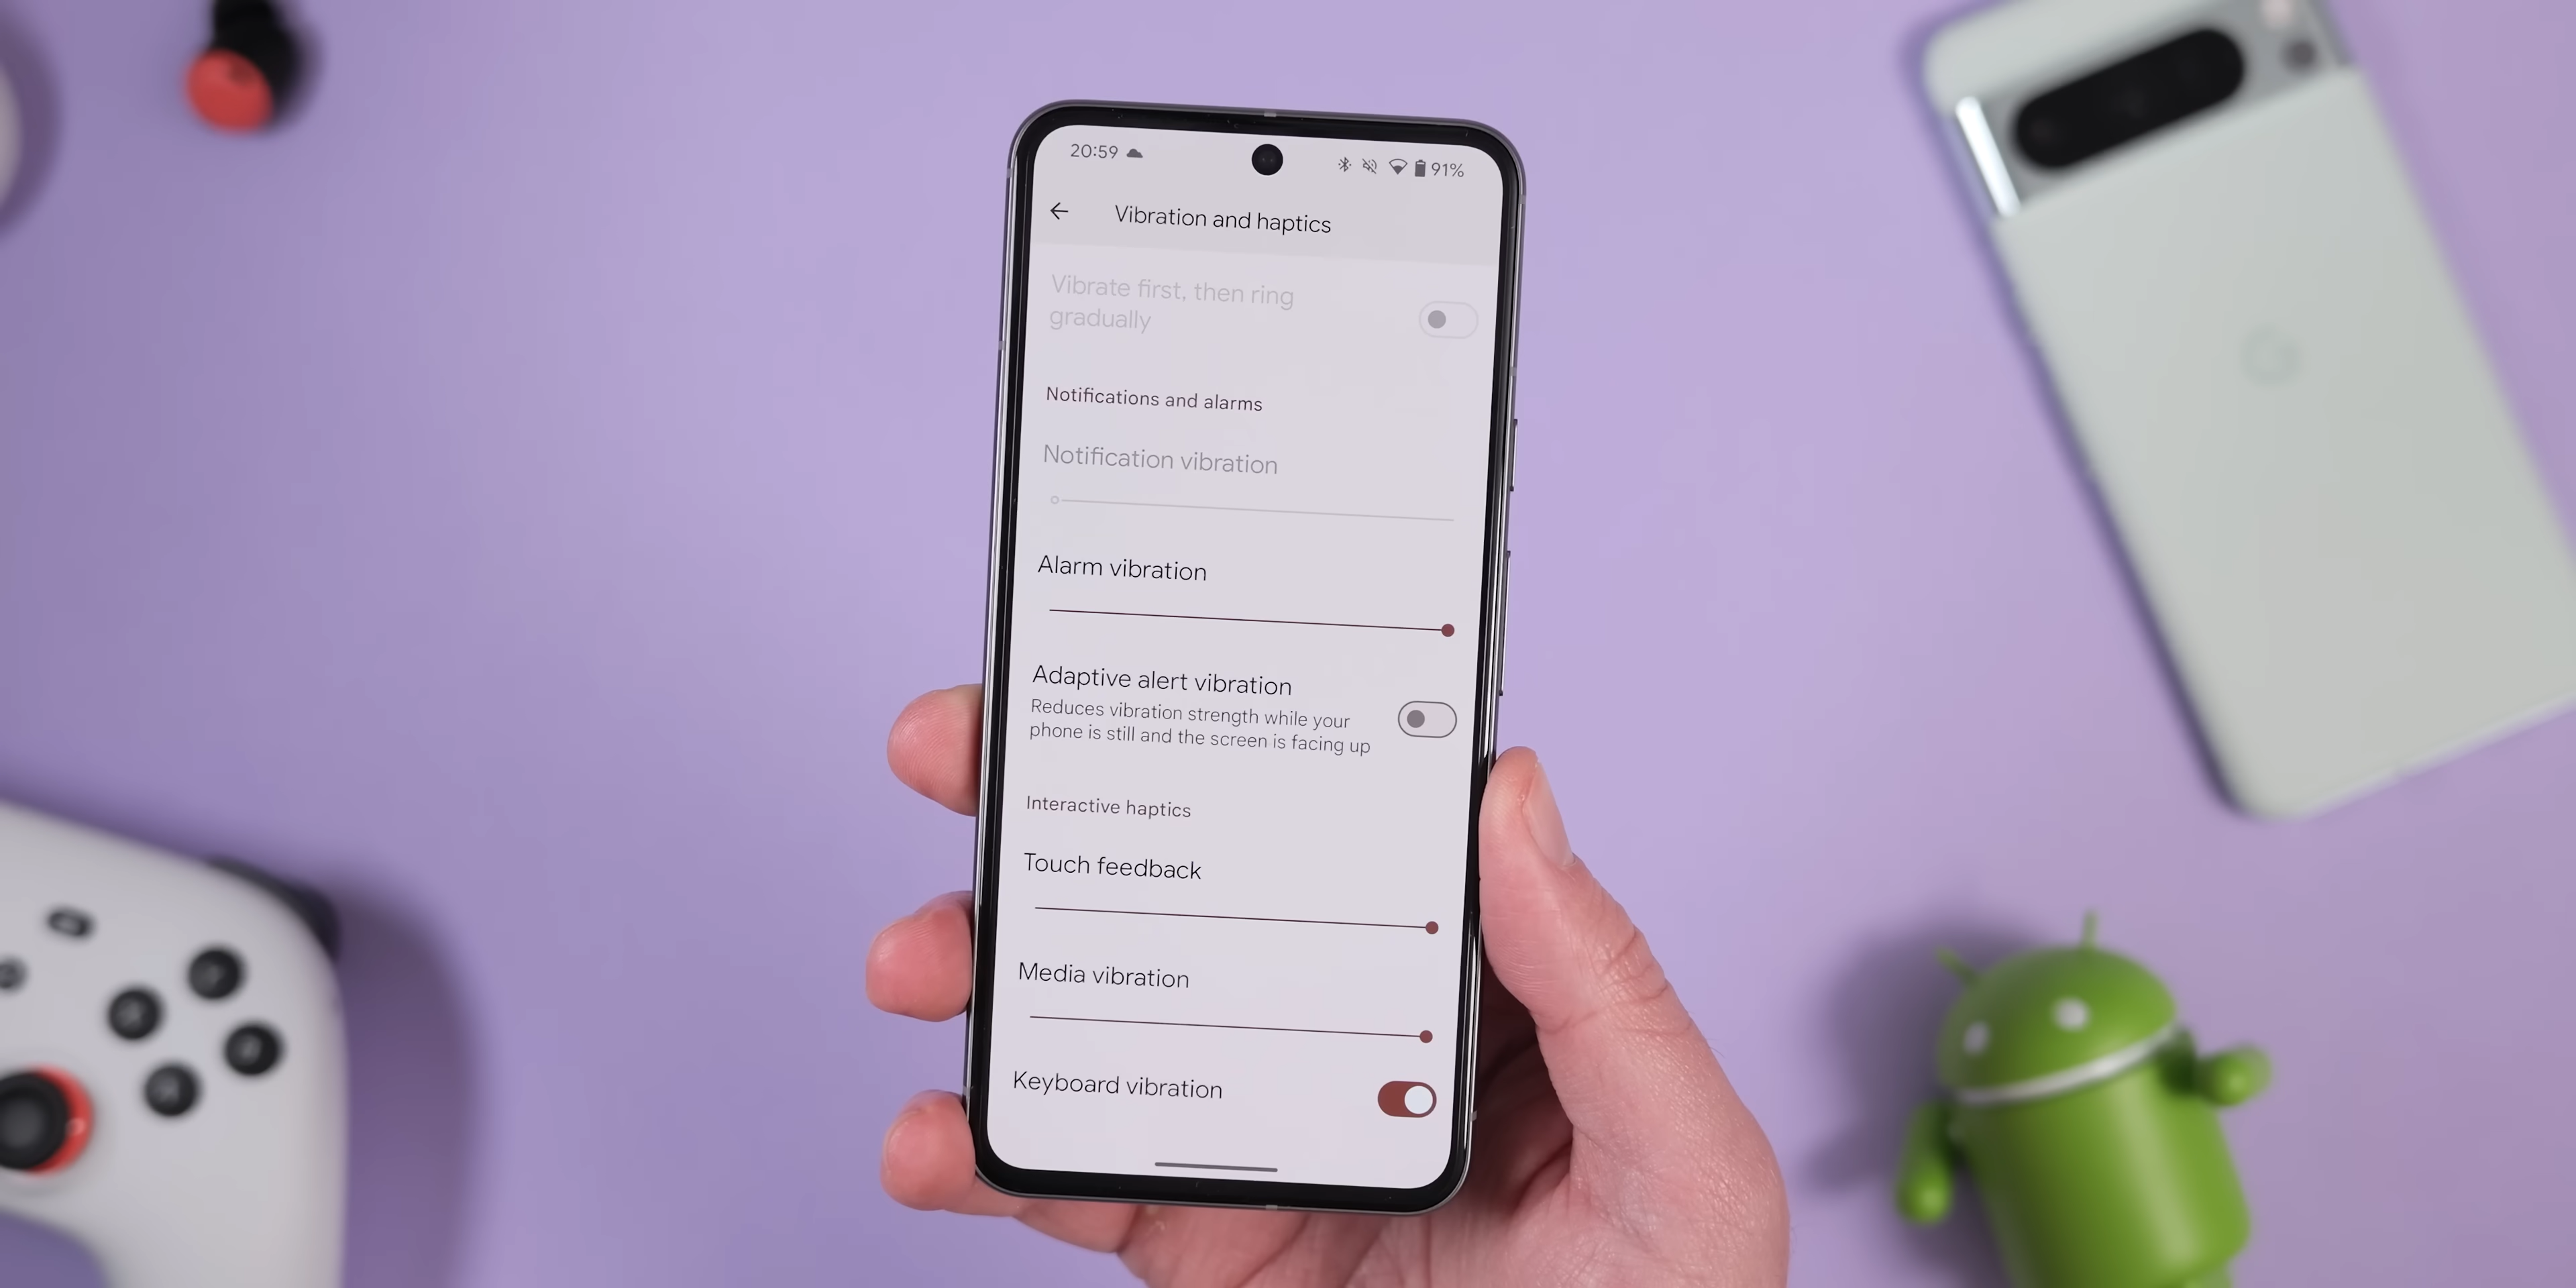 20:59
91%
Vibration and haptics
Vibrate first, then ring
gradually
Notifications and alarms
Notification vibration
Alarm vibration
Adaptive alert vibration
Reduces vibration strength while your
phone is still and the screen is facing up
Interactive haptics
Touch feedback
Media vibration
Keyboard vibration